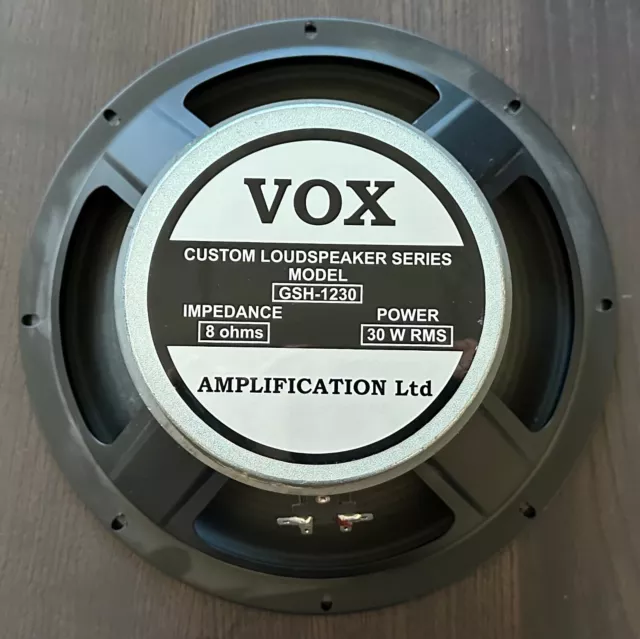 VOX
CUSTOM LOUDSPEAKER SERIES
MODEL
GSH-1230
IMPEDANCE POWER
8 ohms 30 W RMS
AMPLIFICATION Ltd